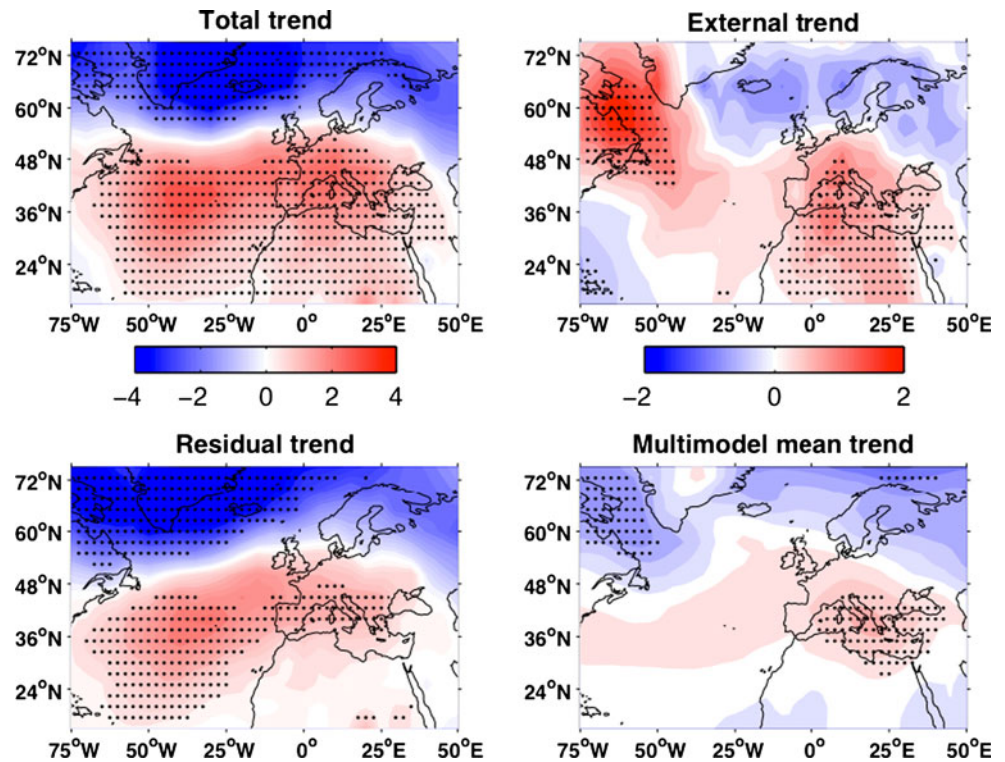 Total trend
External trend
72°N
60°N
48°N
36°N
24°N
75°W 50°W 25°W 0° 25°E 50°E
72°N
60°N
48°N
36°N
24°N
75°W 50°W 25°W 0° 25°E 50°E
−4 −2 0 2 4
−2 0 2
Residual trend
Multimodel mean trend
72°N
60°N
48°N
36°N
24°N
75°W 50°W 25°W 0° 25°E 50°E
72°N
60°N
48°N
36°N
24°N
75°W 50°W 25°W 0° 25°E 50°E